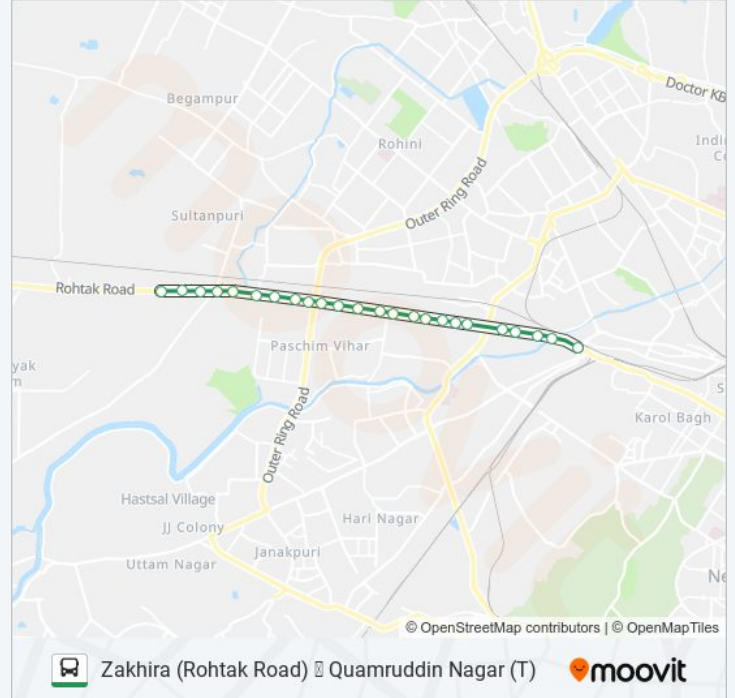 Doctor KB
Begampur
Indi
Rohini
C
Outer Ring Road
Sultanpuri
Rohtak Road
Paschim Vihar
yak
m
S
Outer Ring Road
Karol Bagh
Hastsal Village
Hari Nagar
JJ Colony
Janakpuri
Uttam Nagar
Ne
© OpenStreetMap contributors | © OpenMapTiles
Zakhira (Rohtak Road) Quamruddin Nagar (T)
moovit